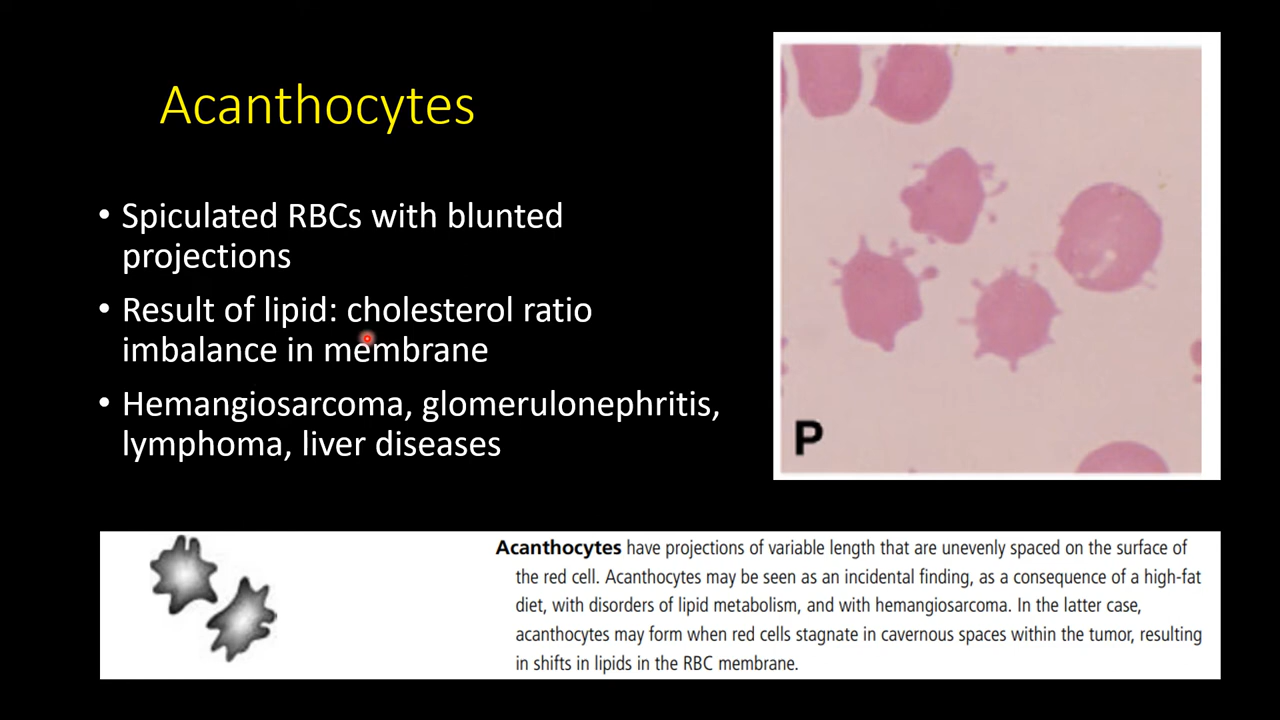 Acanthocytes
• Spiculated RBCs with blunted
projections
• Result of lipid: cholesterol ratio
imbalance in membrane
• Hemangiosarcoma, glomerulonephritis,
lymphoma, liver diseases
P
Acanthocytes have projections of variable length that are unevenly spaced on the surface of
the red cell. Acanthocytes may be seen as an incidental finding, as a consequence of a high-fat
diet, with disorders of lipid metabolism, and with hemangiosarcoma. In the latter case,
acanthocytes may form when red cells stagnate in cavernous spaces within the tumor, resulting
in shifts in lipids in the RBC membrane.